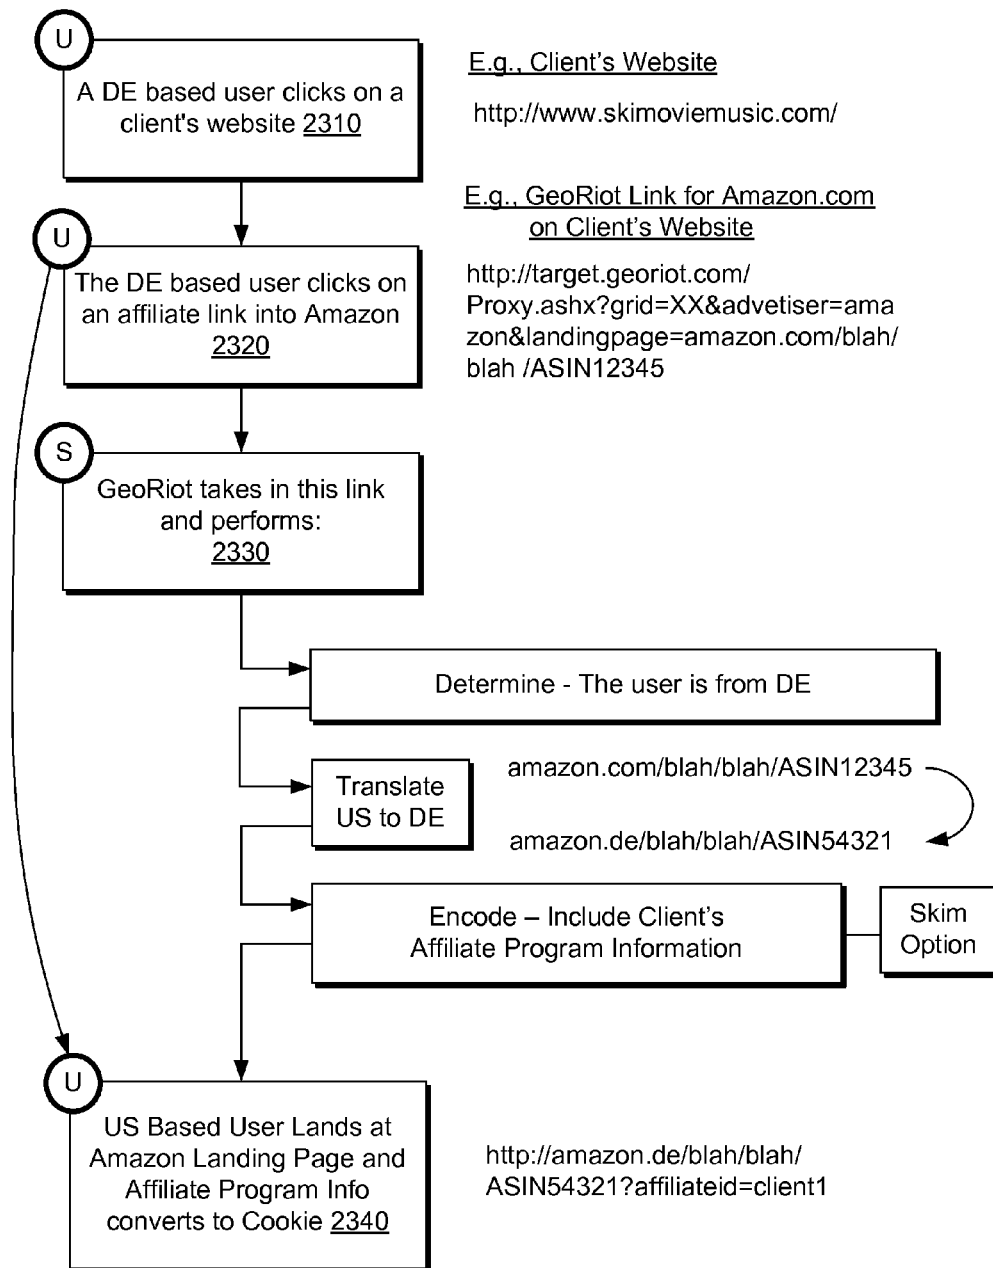 U
A DE based user clicks on a
client's website 2310
E.g., Client's Website
http://www.skimoviemusic.com/
E.g., GeoRiot Link for Amazon.com
on Client's Website
U
The DE based user clicks on
an affiliate link into Amazon
2320
http://target.georiot.com/
Proxy.ashx?grid=XX&advetiser=ama
zon&landingpage=amazon.com/blah/
blah /ASIN12345
S
GeoRiot takes in this link
and performs:
2330
Determine - The user is from DE
Translate
US to DE
amazon.com/blah/blah/ASIN12345
amazon.de/blah/blah/ASIN54321
Encode – Include Client's
Affiliate Program Information
Skim
Option
U
US Based User Lands at
Amazon Landing Page and
Affiliate Program Info
converts to Cookie 2340
http://amazon.de/blah/blah/
ASIN54321?affiliateid=client1